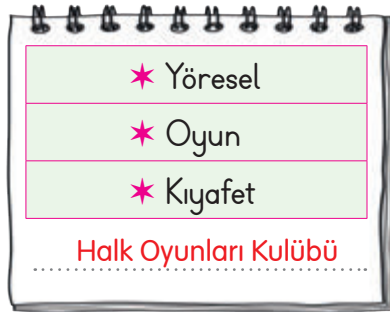 ✶ Yöresel
✶ Oyun
✶ Kıyafet
Halk Oyunları Kulübü